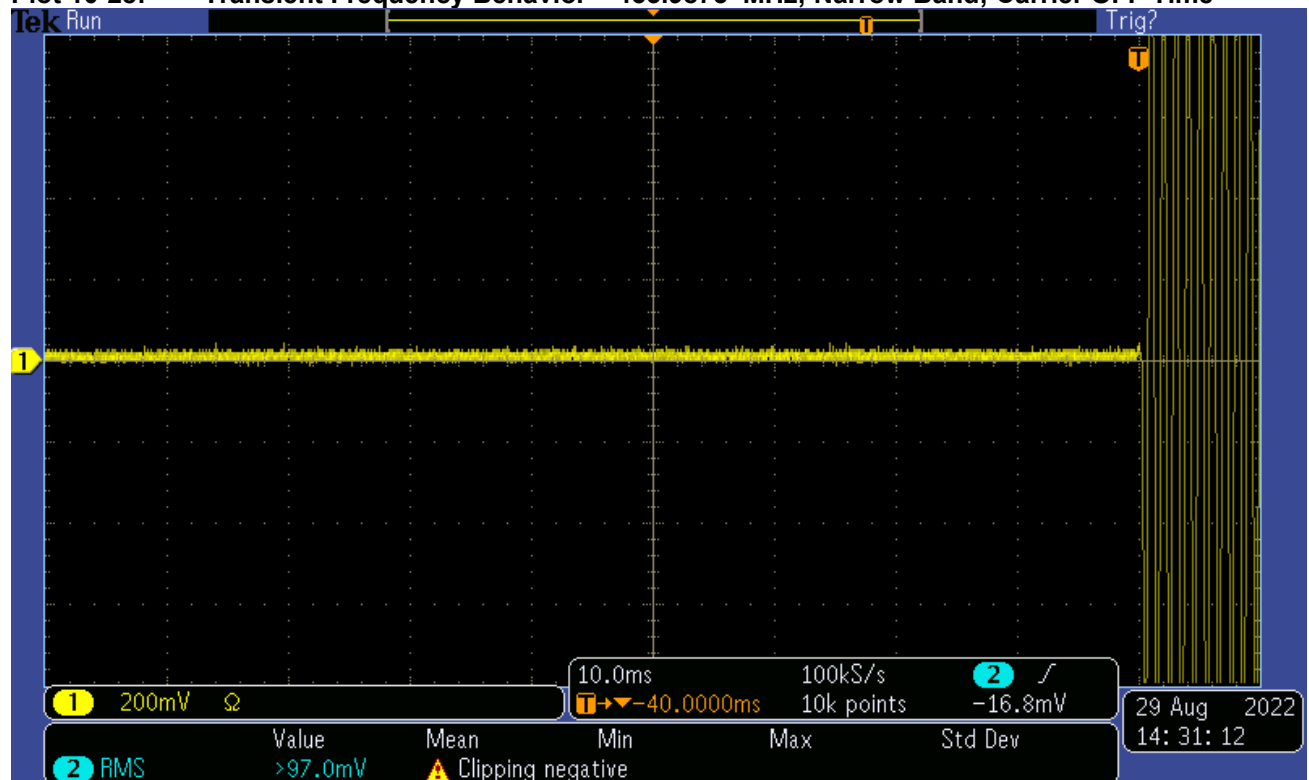 Tek Run Trig?
T
T
1
10.0ms 100kS/s 2
T→▼-40.0000ms 10k points -16.8mV
1 200mV Ω
29 Aug 2022
14:31:12
Value Mean Min Max Std Dev
2 RMS >97.0mV Clipping negative